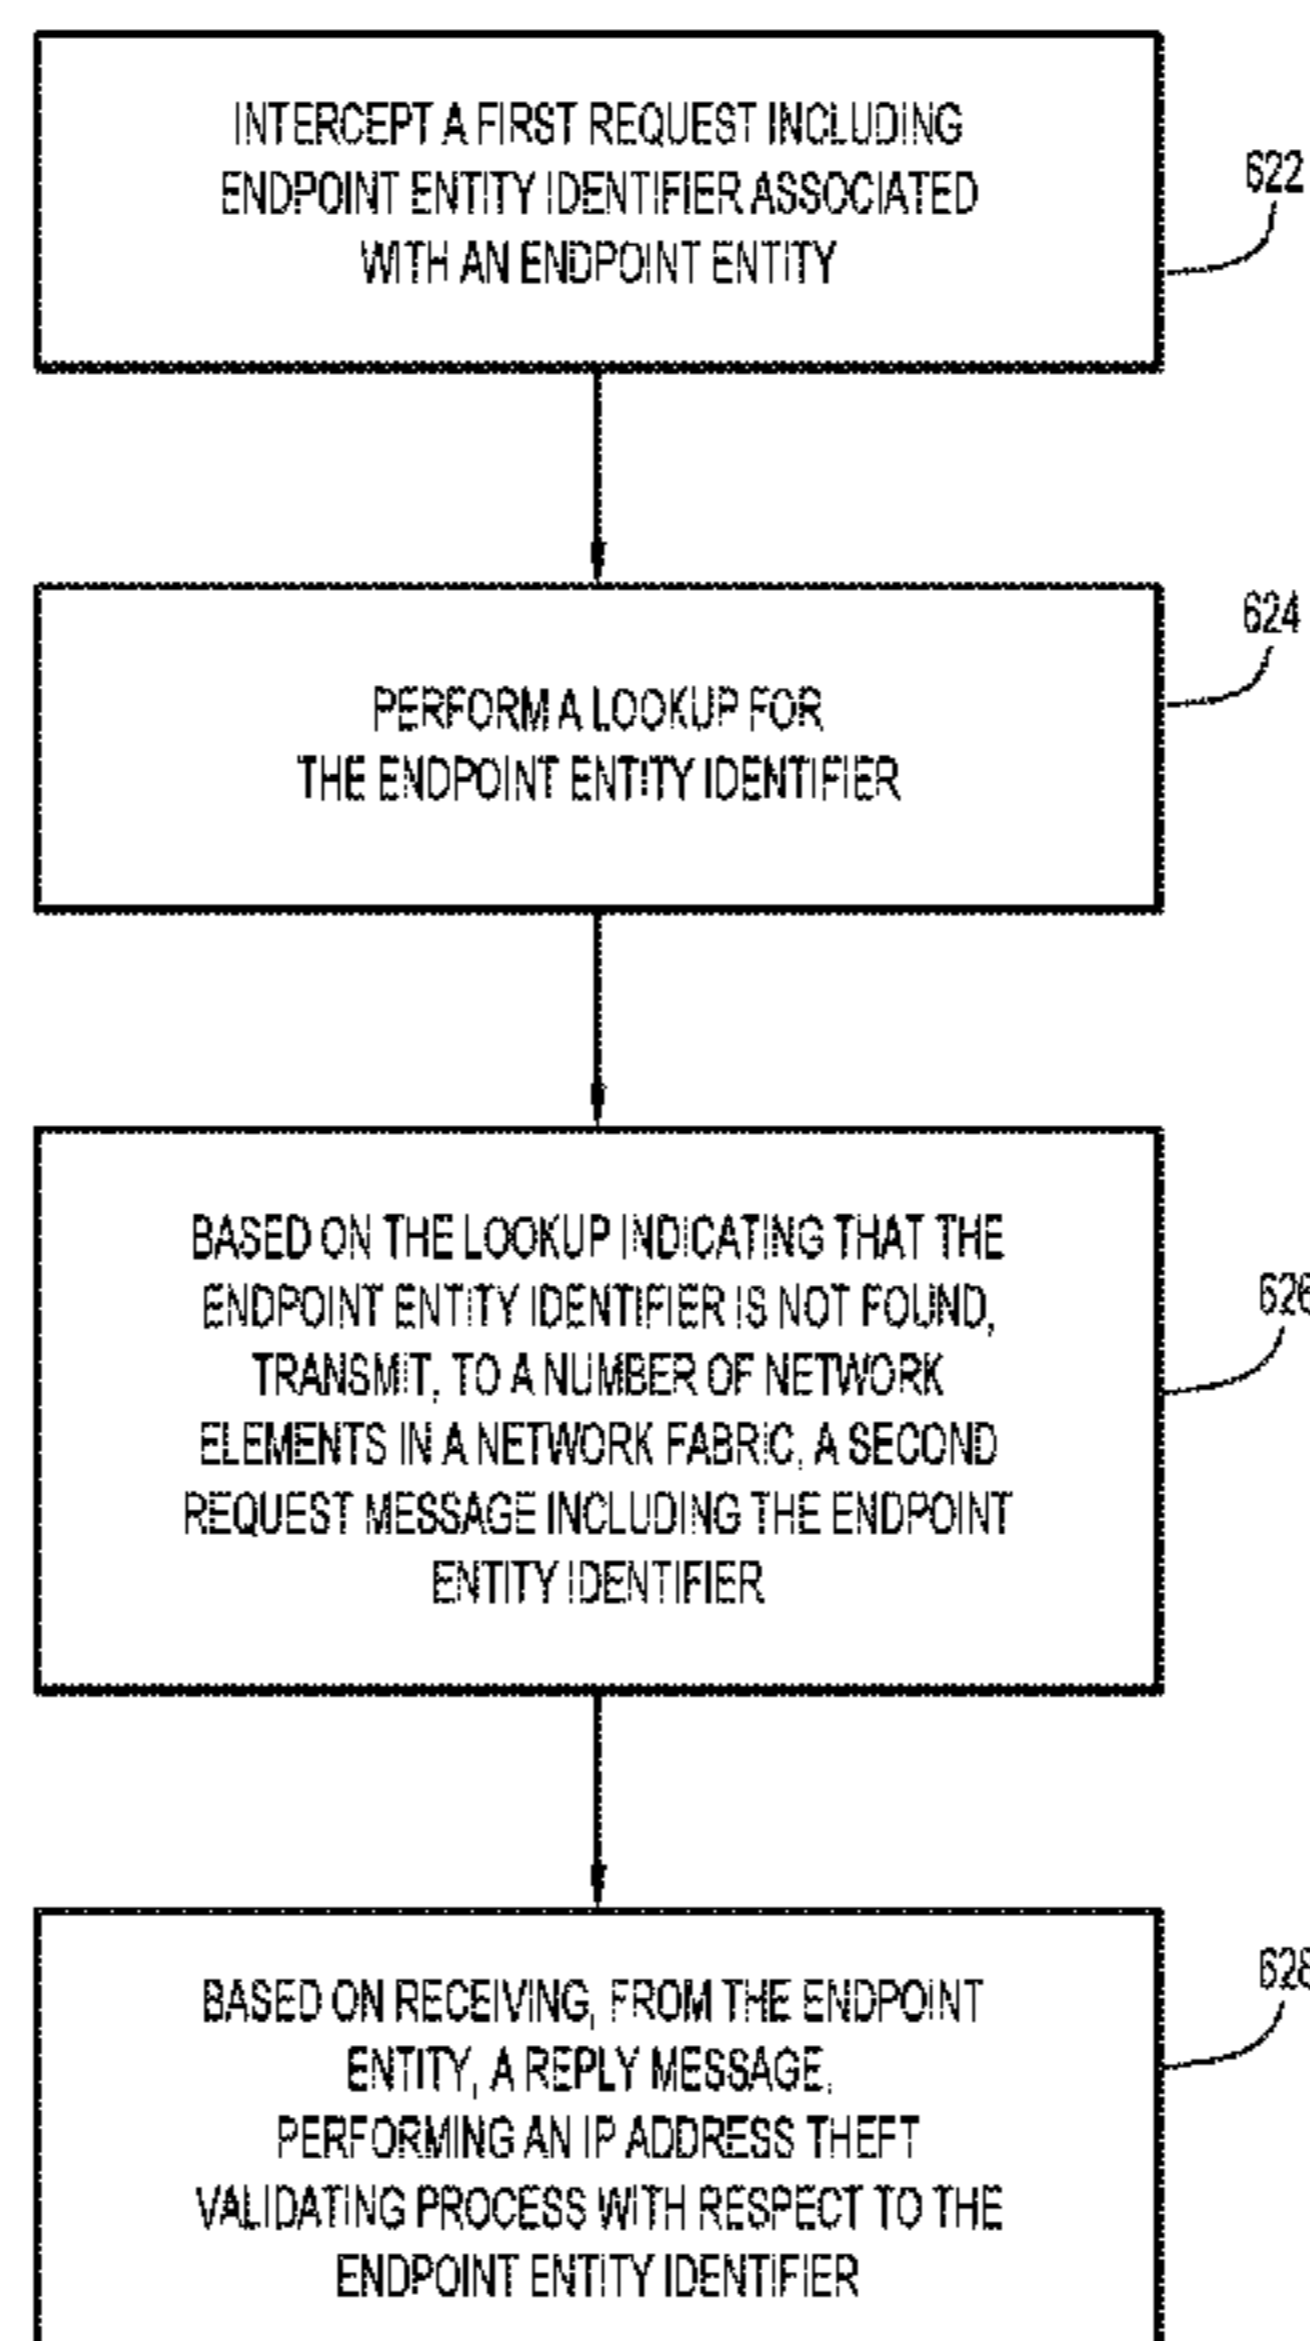 INTERCEPT A FIRST REQUEST INCLUDING
ENDPOINT ENTITY IDENTIFIER ASSOCIATED
WITH AN ENDPOINT ENTITY
622
PERFORM A LOOKUP FOR
THE ENDPOINT ENTITY IDENTIFIER
624
BASED ON THE LOOKUP INDICATING THAT THE
ENDPOINT ENTITY IDENTIFIER IS NOT FOUND,
TRANSMIT, TO A NUMBER OF NETWORK
ELEMENTS IN A NETWORK FABRIC, A SECOND
REQUEST MESSAGE INCLUDING THE ENDPOINT
ENTITY IDENTIFIER
626
BASED ON RECEIVING, FROM THE ENDPOINT
ENTITY, A REPLY MESSAGE,
PERFORMING AN IP ADDRESS THEFT
VALIDATING PROCESS WITH RESPECT TO THE
ENDPOINT ENTITY IDENTIFIER
628